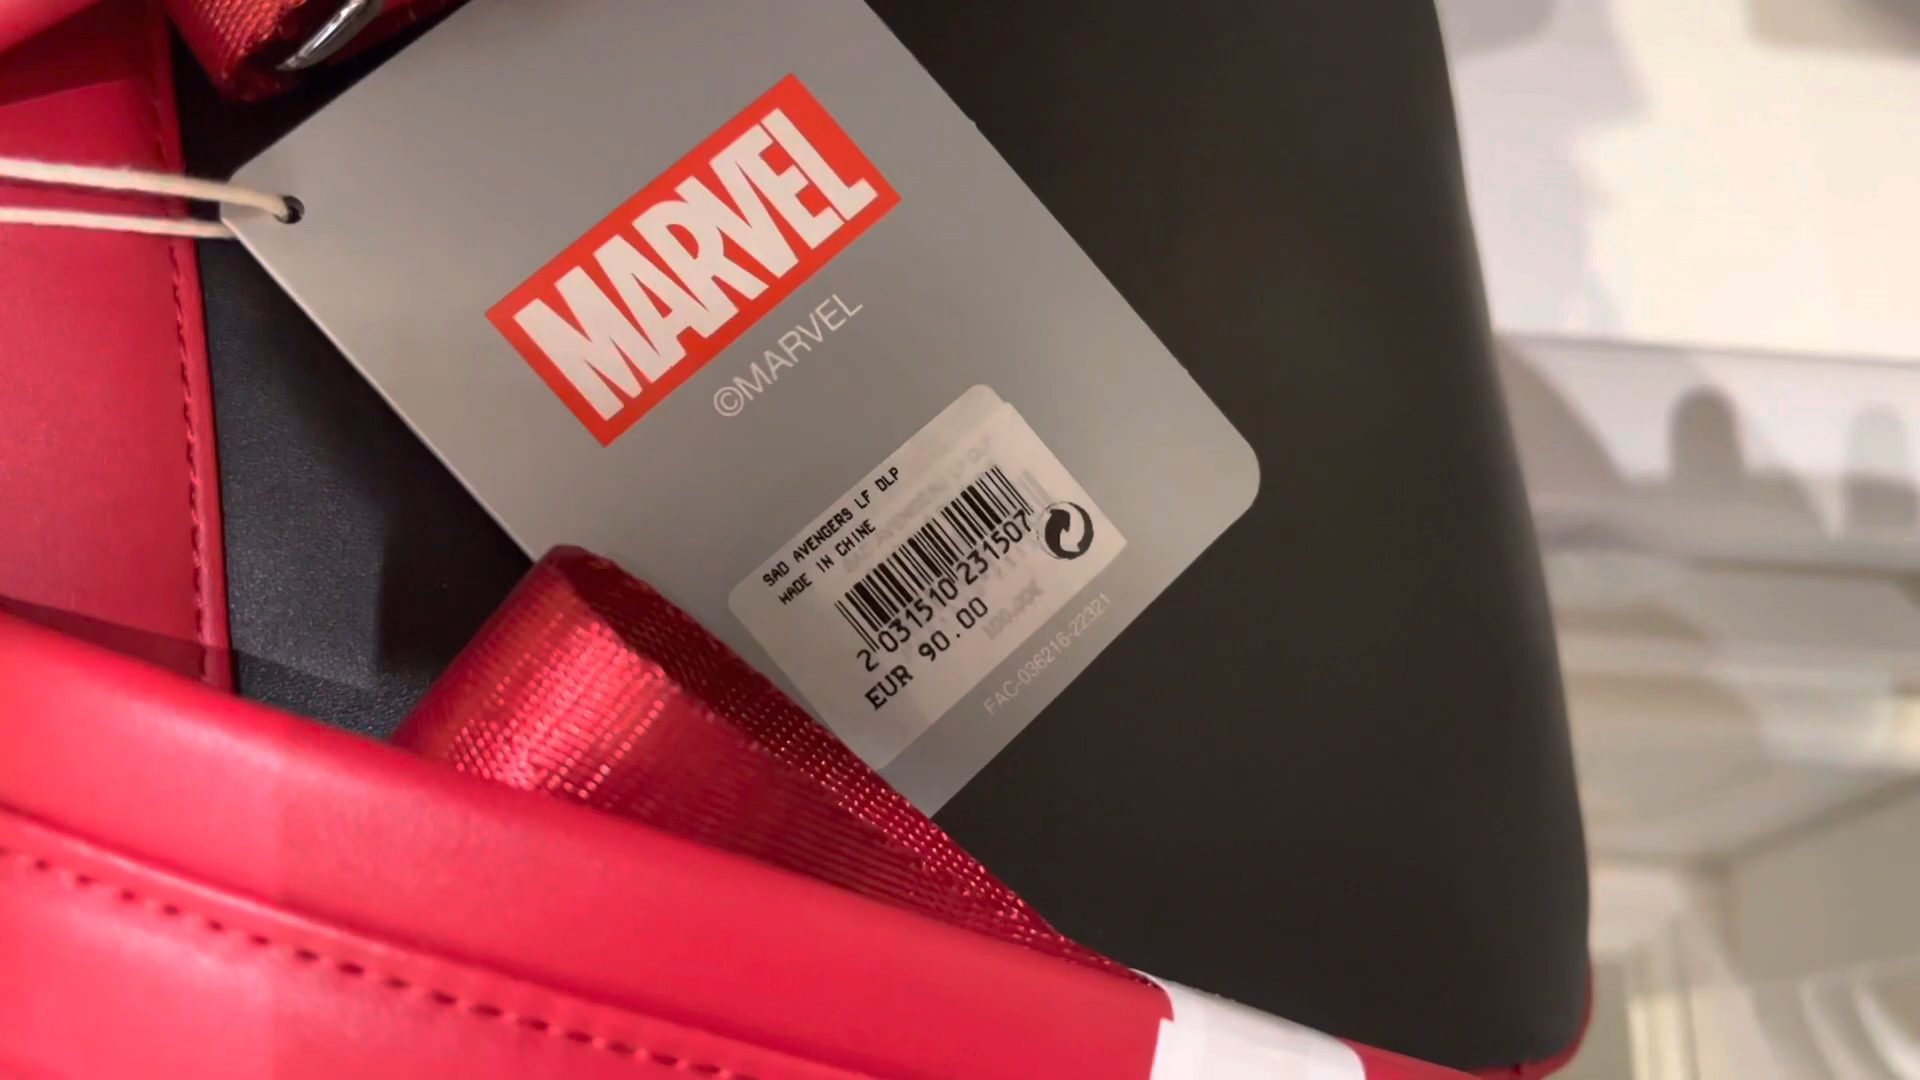 MARVEL
©MARVEL
SAD AVENGERS LF DLP
MADE IN CHINE
2 031510 231507
EUR 90.00
FAC-036216-22321